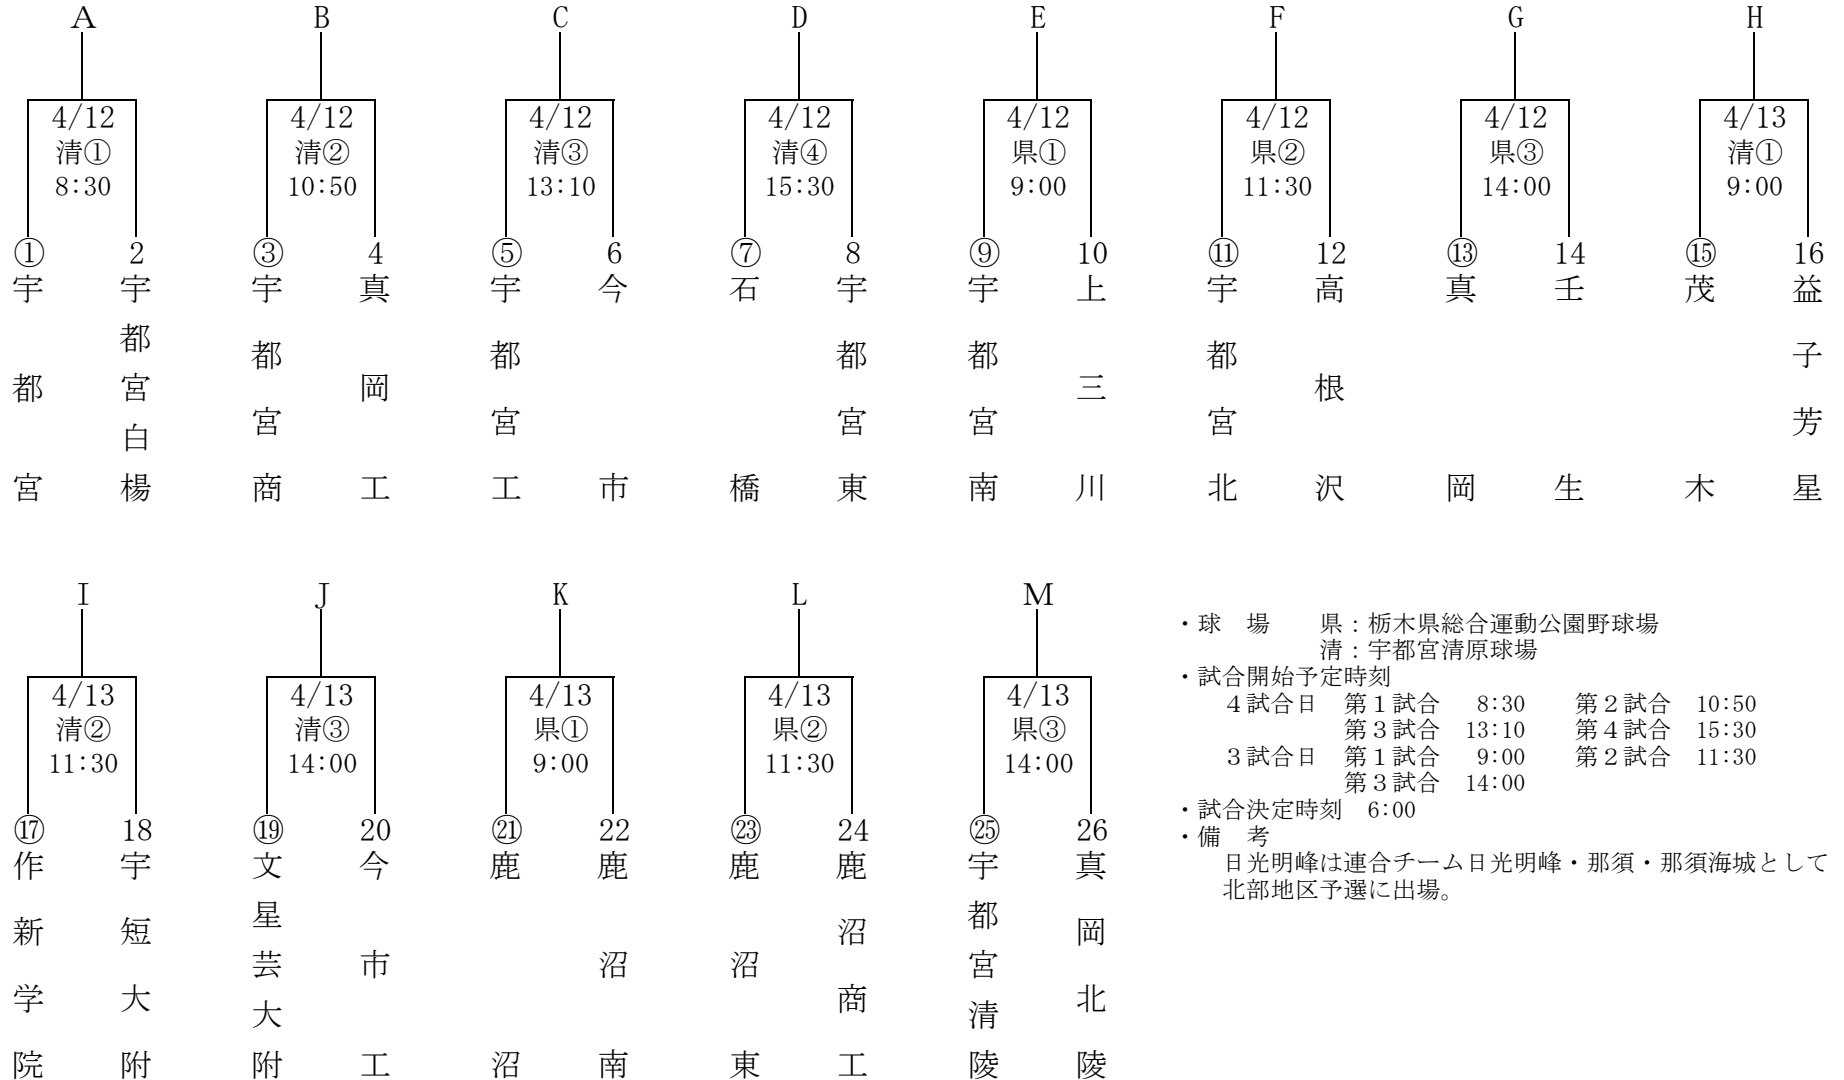 A B C D E F G H
4/12 4/12 4/12 4/12 4/12 4/12 4/12 4/13
清① 清② 清③ 清④ 県① 県② 県③ 清①
8:30 10:50 13:10 15:30 9:00 11:30 14:00 9:00
① 2 ③ 4 ⑤ 6 ⑦ 8 ⑨ 10 ⑪ 12 ⑬ 14 ⑮ 16
宇都宮
宇都宮白楊
宇都宮商
真岡工
宇都宮工
今市
石橋
宇都宮東
宇都宮南
上三川
宇都宮北
高根沢
真岡
壬生
茂木
益子芳星
I J K L M
4/13 4/13 4/13 4/13 4/13
清② 清③ 県① 県② 県③
11:30 14:00 9:00 11:30 14:00
⑰ 18 ⑲ 20 ㉑ 22 ㉓ 24 ㉕ 26
作新学院
宇短大附
文星芸大附
今市工
鹿沼
鹿沼南
鹿沼東
鹿沼商工
宇都宮清陵
真岡北陵
・球　場　　県：栃木県総合運動公園野球場
清：宇都宮清原球場
・試合開始予定時刻
４試合日　第１試合　8:30　第２試合　10:50
第３試合　13:10　第４試合　15:30
３試合日　第１試合　9:00　第２試合　11:30
第３試合　14:00
・試合決定時刻　6:00
・備　考
日光明峰は連合チーム日光明峰・那須・那須海城として
北部地区予選に出場。